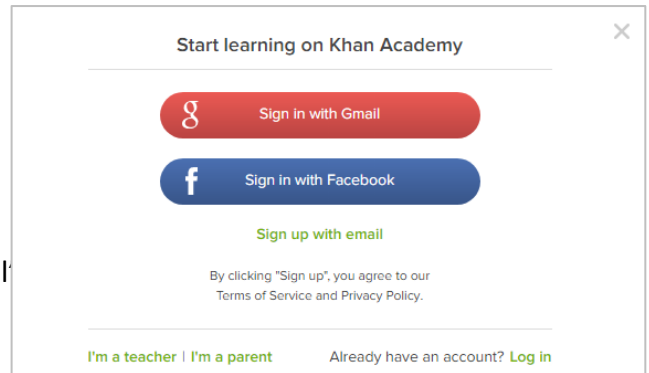 Start learning on Khan Academy
Sign in with Gmail
Sign in with Facebook
Sign up with email
By clicking "Sign up", you agree to our
Terms of Service and Privacy Policy.
I'm a teacher | I'm a parent Already have an account? Log in